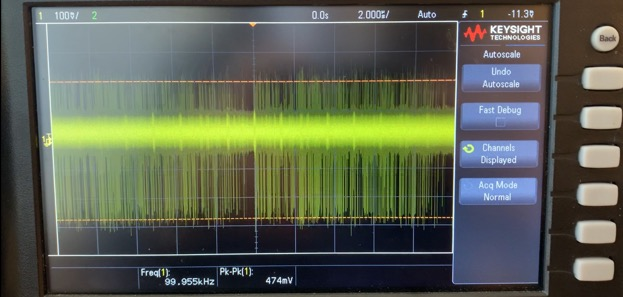 1 100V/ 2 0.0s 2.000s/ Auto 1 -11.3V
KEYSIGHT
TECHNOLOGIES
Autoscale
Undo
Autoscale
Fast Debug
Channels
Displayed
Acq Mode
Normal
Back
Freq(1): Pk-Pk(1):
99.955kHz 474mV